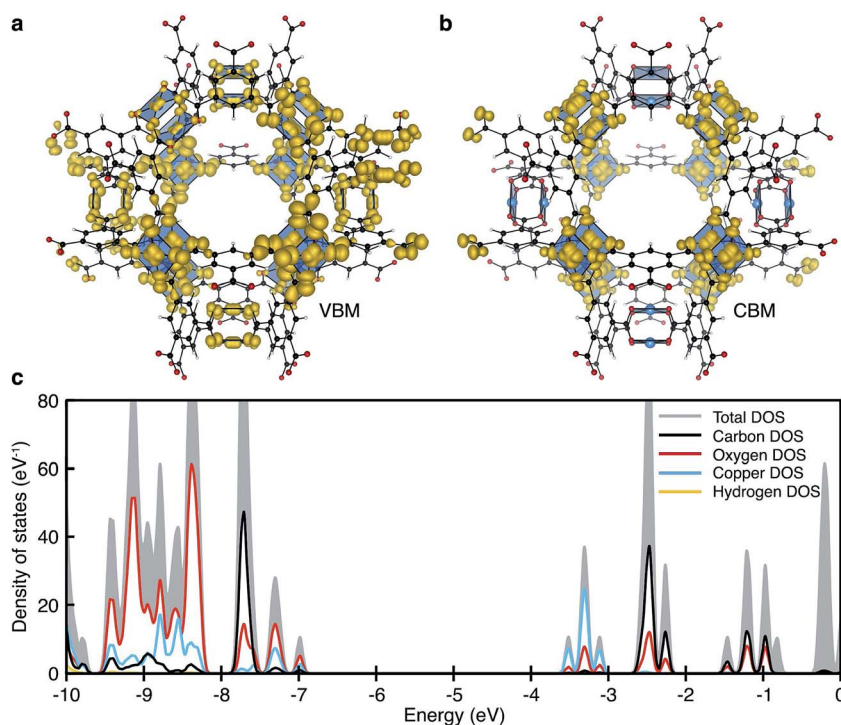 a
b
VBM
CBM
c
Density of states (eV⁻¹)
80
60
40
20
0
Total DOS
Carbon DOS
Oxygen DOS
Copper DOS
Hydrogen DOS
-10 -9 -8 -7 -6 -5 -4 -3 -2 -1 0
Energy (eV)